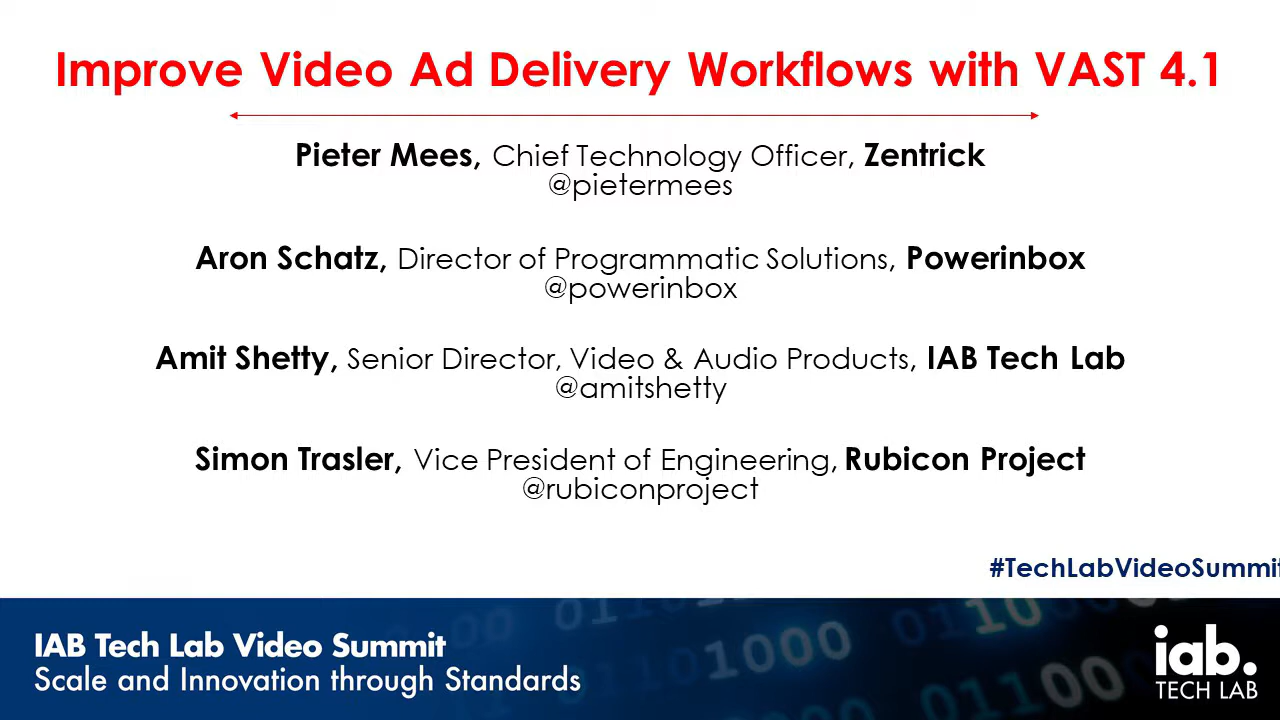 Improve Video Ad Delivery Workflows with VAST 4.1
Pieter Mees, Chief Technology Officer, Zentrick
@pietermees
Aron Schatz, Director of Programmatic Solutions, Powerinbox
@powerinbox
Amit Shetty, Senior Director, Video & Audio Products, IAB Tech Lab
@amitshetty
Simon Trasler, Vice President of Engineering, Rubicon Project
@rubiconproject
#TechLabVideoSummit
IAB Tech Lab Video Summit
Scale and Innovation through Standards
iab.
TECH LAB